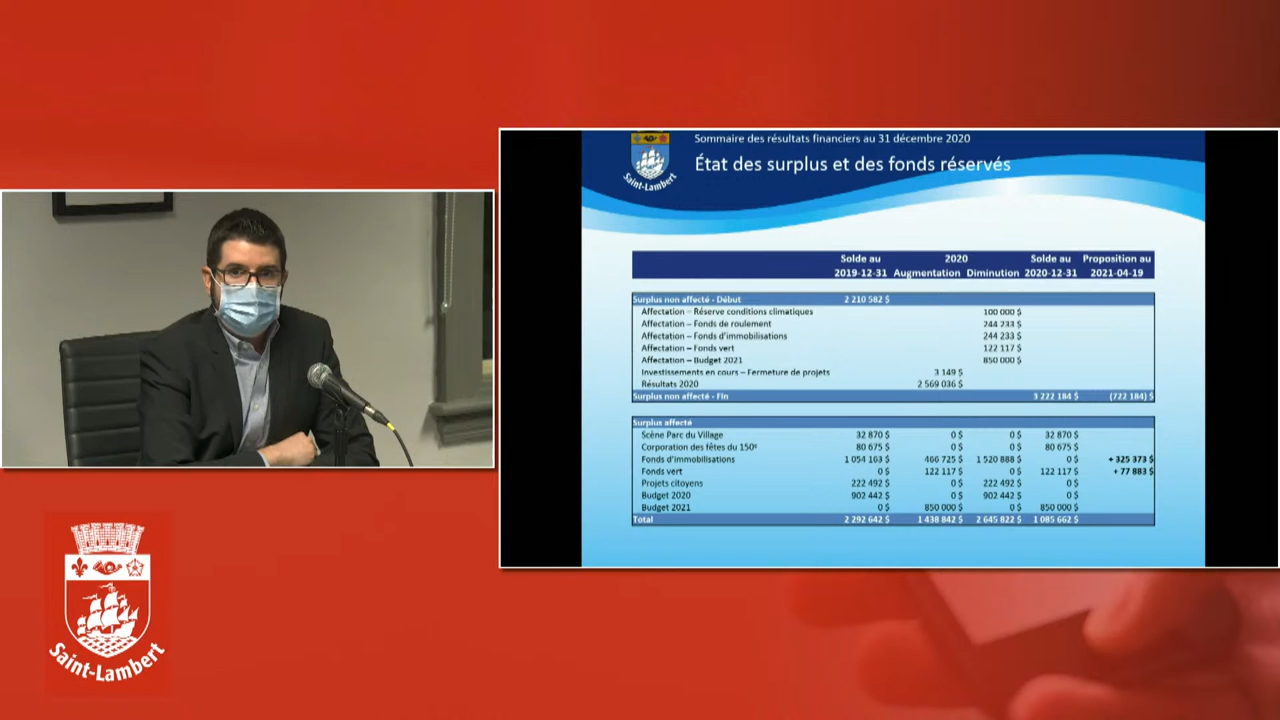 Saint-Lambert
Sommaire des résultats financiers au 31 décembre 2020
État des surplus et des fonds réservés
Solde au 2020 Solde au Proposition au
2019-12-31 Augmentation Diminution 2020-12-31 2021-04-19
Surplus non affecté - Début 2 210 582 $
Affectation – Réserve conditions climatiques 100 000 $
Affectation – Fonds de roulement 244 233 $
Affectation – Fonds d'immobilisations 244 233 $
Affectation – Fonds vert 122 117 $
Affectation – Budget 2021 850 000 $
Investissements en cours – Fermeture de projets 3 149 $
Résultats 2020 2 569 036 $
Surplus non affecté - Fin 3 222 184 $ (722 184) $
Surplus affecté
Scène Parc du Village 32 870 $ 0 $ 0 $ 32 870 $
Corporation des fêtes du 150e 80 675 $ 0 $ 0 $ 80 675 $
Fonds d'immobilisations 1 054 163 $ 466 725 $ 1 520 888 $ 0 $ + 325 373 $
Fonds vert 0 $ 122 117 $ 0 $ 122 117 $ + 77 883 $
Projets citoyens 222 492 $ 0 $ 222 492 $ 0 $
Budget 2020 902 442 $ 0 $ 902 442 $ 0 $
Budget 2021 0 $ 850 000 $ 0 $ 850 000 $
Total 2 292 642 $ 1 438 842 $ 2 645 822 $ 1 085 662 $
Saint-Lambert